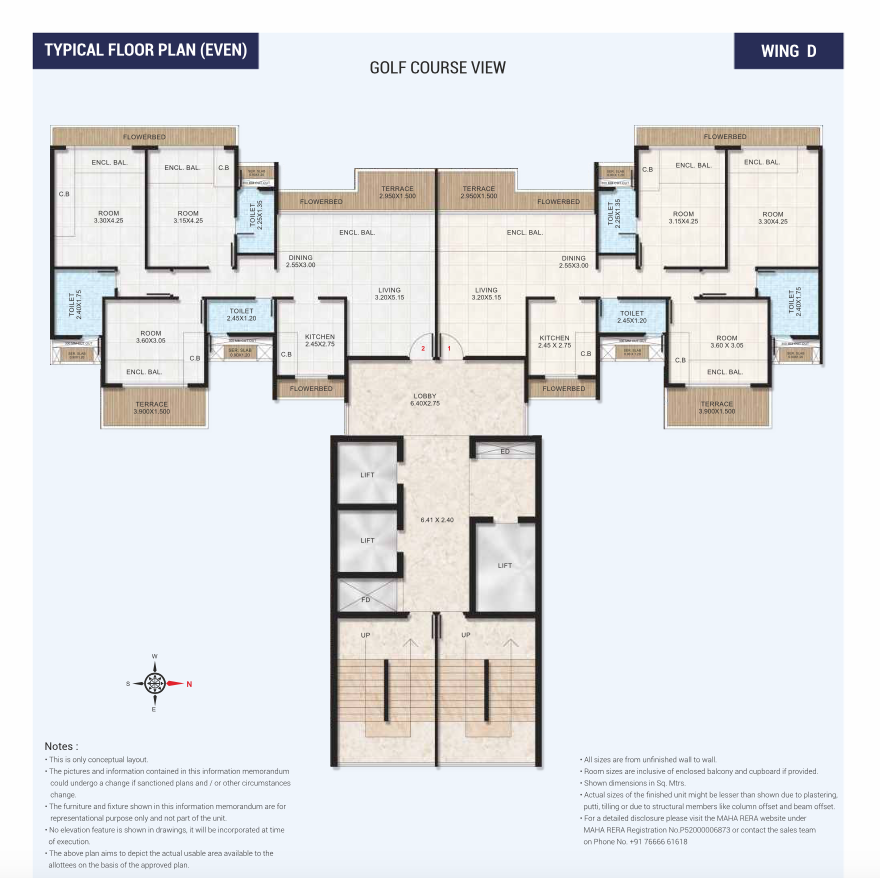 TYPICAL FLOOR PLAN (EVEN)
WING D
GOLF COURSE VIEW
FLOWERBED
FLOWERBED
ENCL. BAL.
ENCL. BAL.
C.B
C.B
ROOM
3.30X4.25
ROOM
3.15X4.25
TOILET
2.25X1.35
FLOWERBED
TERRACE
2.950X1.500
TERRACE
2.950X1.500
FLOWERBED
TOILET
2.25X1.35
C.B
ENCL. BAL.
ENCL. BAL.
ROOM
3.15X4.25
ROOM
3.30X4.25
ENCL. BAL.
ENCL. BAL.
DINING
2.55X3.00
DINING
2.55X3.00
LIVING
3.20X5.15
LIVING
3.20X5.15
TOILET
2.40X1.75
TOILET
2.45X1.20
TOILET
2.45X1.20
TOILET
2.40X1.75
ROOM
3.60X3.05
C.B
ENCL. BAL.
SER. SLAB
KITCHEN
2.45X2.75
C.B
2
1
KITCHEN
2.45 X 2.75
C.B
ROOM
3.60 X 3.05
C.B
ENCL. BAL.
FLOWERBED
FLOWERBED
TERRACE
3.900X1.500
TERRACE
3.900X1.500
LOBBY
6.40X2.75
ED
LIFT
6.41 X 2.40
LIFT
LIFT
FD
UP
UP
W
S
N
E
Notes :
• This is only conceptual layout.
• The pictures and information contained in this information memorandum
could undergo a change if sanctioned plans and / or other circumstances
change.
• The furniture and fixture shown in this information memorandum are for
representational purpose only and not part of the unit.
• No elevation feature is shown in drawings, it will be incorporated at time
of execution.
• The above plan aims to depict the actual usable area available to the
allottees on the basis of the approved plan.
• All sizes are from unfinished wall to wall.
• Room sizes are inclusive of enclosed balcony and cupboard if provided.
• Shown dimensions in Sq. Mtrs.
• Actual sizes of the finished unit might be lesser than shown due to plastering,
putti, tilling or due to structural members like column offset and beam offset.
• For a detailed disclosure please visit the MAHA RERA website under
MAHA RERA Registration No.P52000006873 or contact the sales team
on Phone No. +91 76666 61618